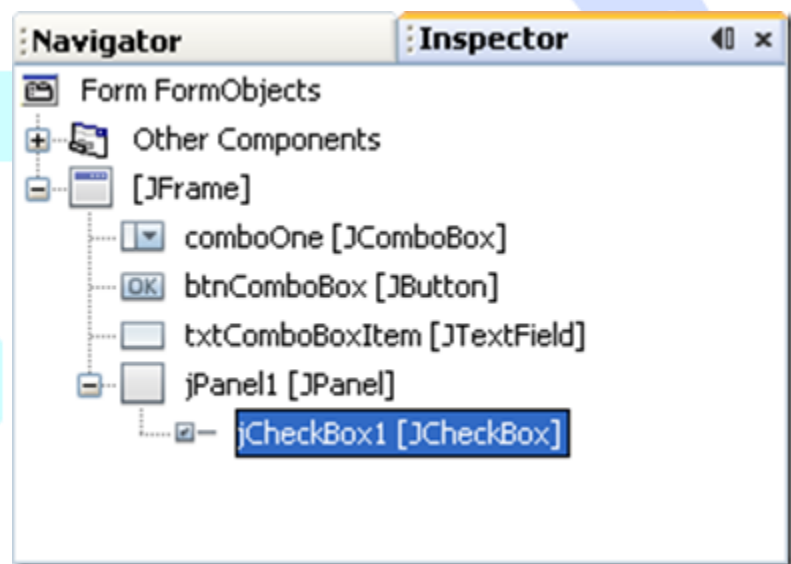 Navigator
Inspector
Form FormObjects
Other Components
[JFrame]
comboOne [JComboBox]
OK btnComboBox [JButton]
txtComboBoxItem [JTextField]
jPanel1 [JPanel]
jCheckBox1 [JCheckBox]